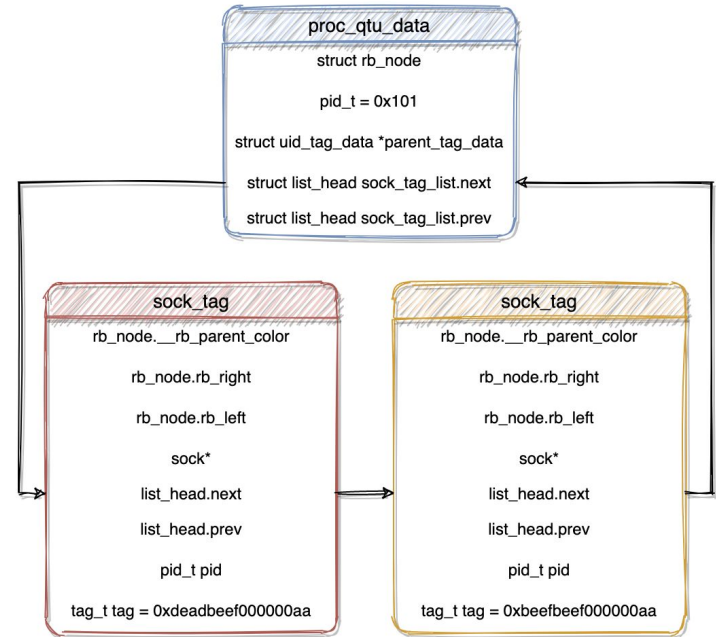 proc_qtu_data
struct rb_node
pid_t = 0x101
struct uid_tag_data *parent_tag_data
struct list_head sock_tag_list.next
struct list_head sock_tag_list.prev
sock_tag
rb_node.__rb_parent_color
rb_node.rb_right
rb_node.rb_left
sock*
list_head.next
list_head.prev
pid_t pid
tag_t tag = 0xdeadbeef000000aa
sock_tag
rb_node.__rb_parent_color
rb_node.rb_right
rb_node.rb_left
sock*
list_head.next
list_head.prev
pid_t pid
tag_t tag = 0xbeefbeef000000aa